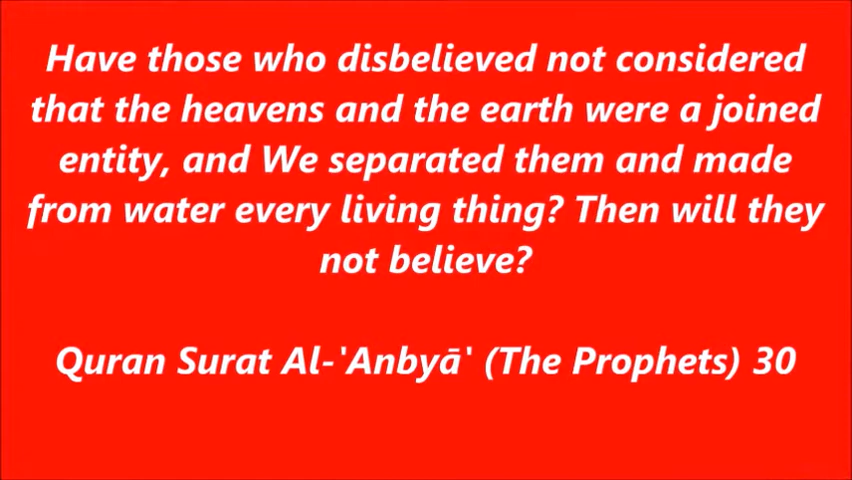 Have those who disbelieved not considered
that the heavens and the earth were a joined
entity, and We separated them and made
from water every living thing? Then will they
not believe?
Quran Surat Al-'Anbyā' (The Prophets) 30